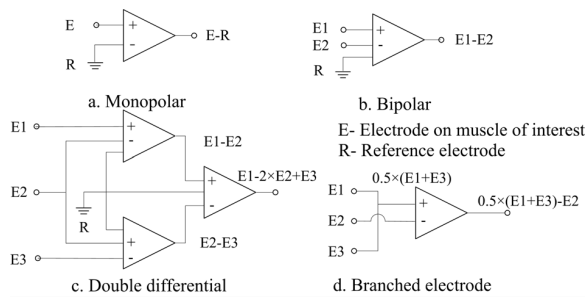 E
+
-
R
E-R
a. Monopolar
E1
E2
+
-
R
E1-E2
b. Bipolar
E- Electrode on muscle of interest
R- Reference electrode
E1
+
-
E1-E2
E2
R
+
-
E1-2×E2+E3
+
-
E2-E3
E3
c. Double differential
E1
0.5×(E1+E3)
E2
+
-
0.5×(E1+E3)-E2
E3
d. Branched electrode